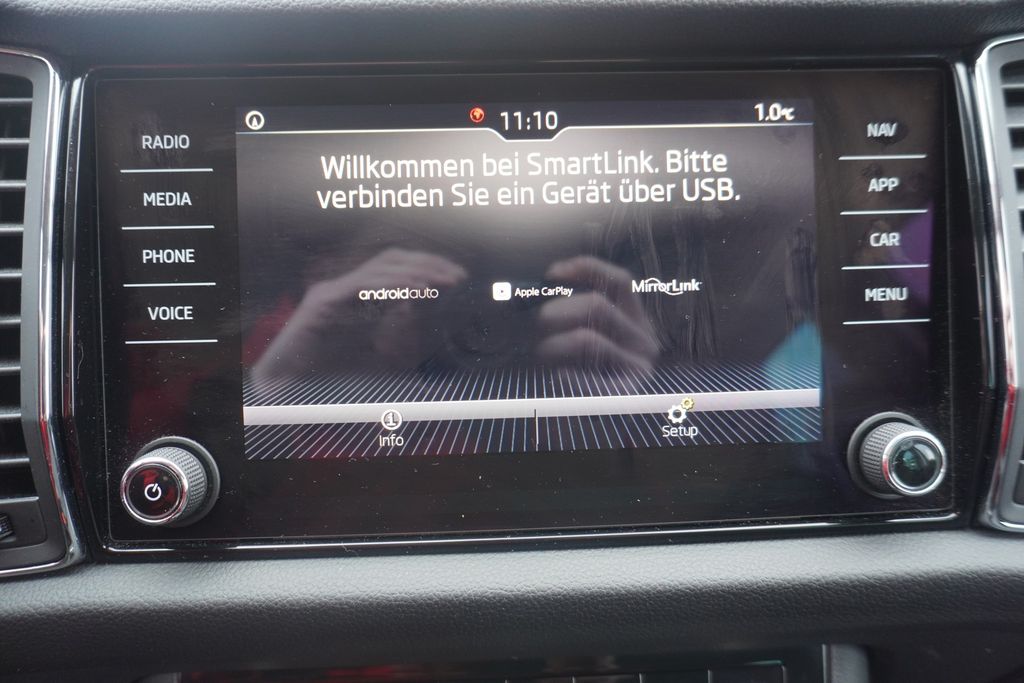 11:10
1.0°C
RADIO
MEDIA
PHONE
VOICE
Willkommen bei SmartLink. Bitte
verbinden Sie ein Gerät über USB.
androidauto
Apple CarPlay
MirrorLink
Info
Setup
NAV
APP
CAR
MENU